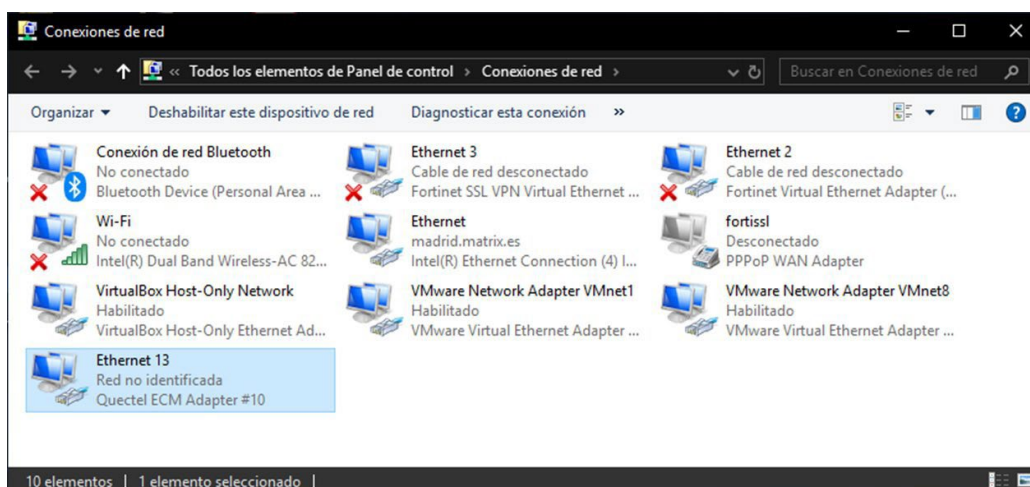 Conexiones de red
« Todos los elementos de Panel de control > Conexiones de red >
Buscar en Conexiones de red
Organizar
Deshabilitar este dispositivo de red
Diagnosticar esta conexión
»
Conexión de red Bluetooth
No conectado
Bluetooth Device (Personal Area ...
Ethernet 3
Cable de red desconectado
Fortinet SSL VPN Virtual Ethernet ...
Ethernet 2
Cable de red desconectado
Fortinet Virtual Ethernet Adapter (...
Wi-Fi
No conectado
Intel(R) Dual Band Wireless-AC 82...
Ethernet
madrid.matrix.es
Intel(R) Ethernet Connection (4) I...
fortissl
Desconectado
PPPoP WAN Adapter
VirtualBox Host-Only Network
Habilitado
VirtualBox Host-Only Ethernet Ad...
VMware Network Adapter VMnet1
Habilitado
VMware Virtual Ethernet Adapter ...
VMware Network Adapter VMnet8
Habilitado
VMware Virtual Ethernet Adapter ...
Ethernet 13
Red no identificada
Quectel ECM Adapter #10
10 elementos | 1 elemento seleccionado |